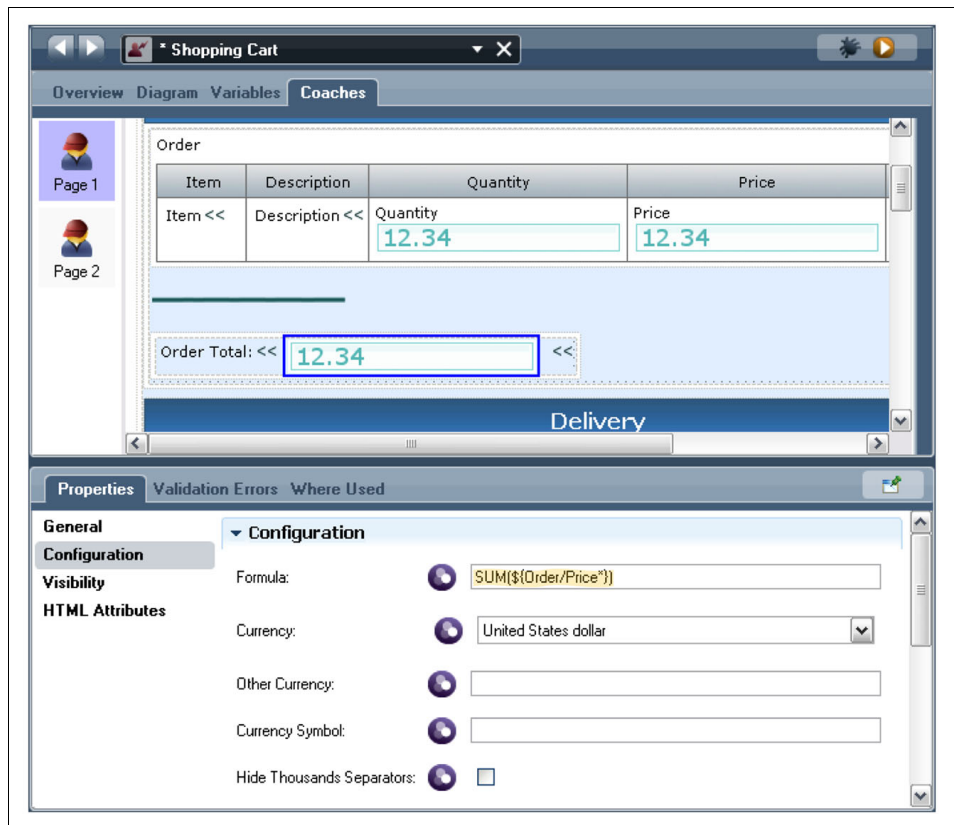 * Shopping Cart
Overview Diagram Variables Coaches
Page 1
Page 2
Order
Item Description Quantity Price
Item << Description << Quantity Price
12.34 12.34
Order Total: << 12.34 <<
Delivery
Properties Validation Errors Where Used
General
Configuration
Visibility
HTML Attributes
Configuration
Formula: SUM(${Order/Price*})
Currency: United States dollar
Other Currency:
Currency Symbol:
Hide Thousands Separators: